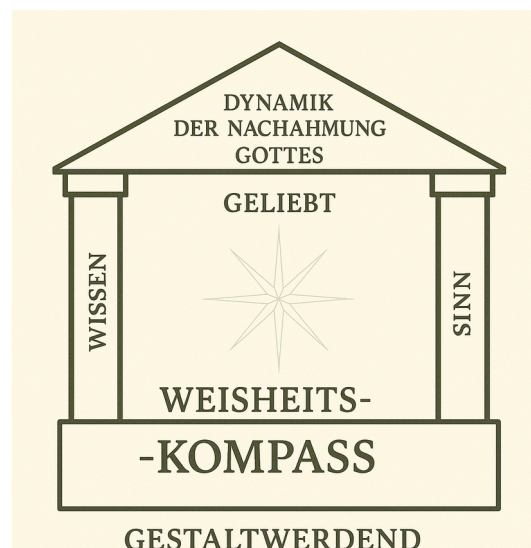 DYNAMIK
DER NACHAHMUNG
GOTTES
GELIEBT
WISSEN
SINN
WEISHEITS-
-KOMPASS
GESTALTWERDEND